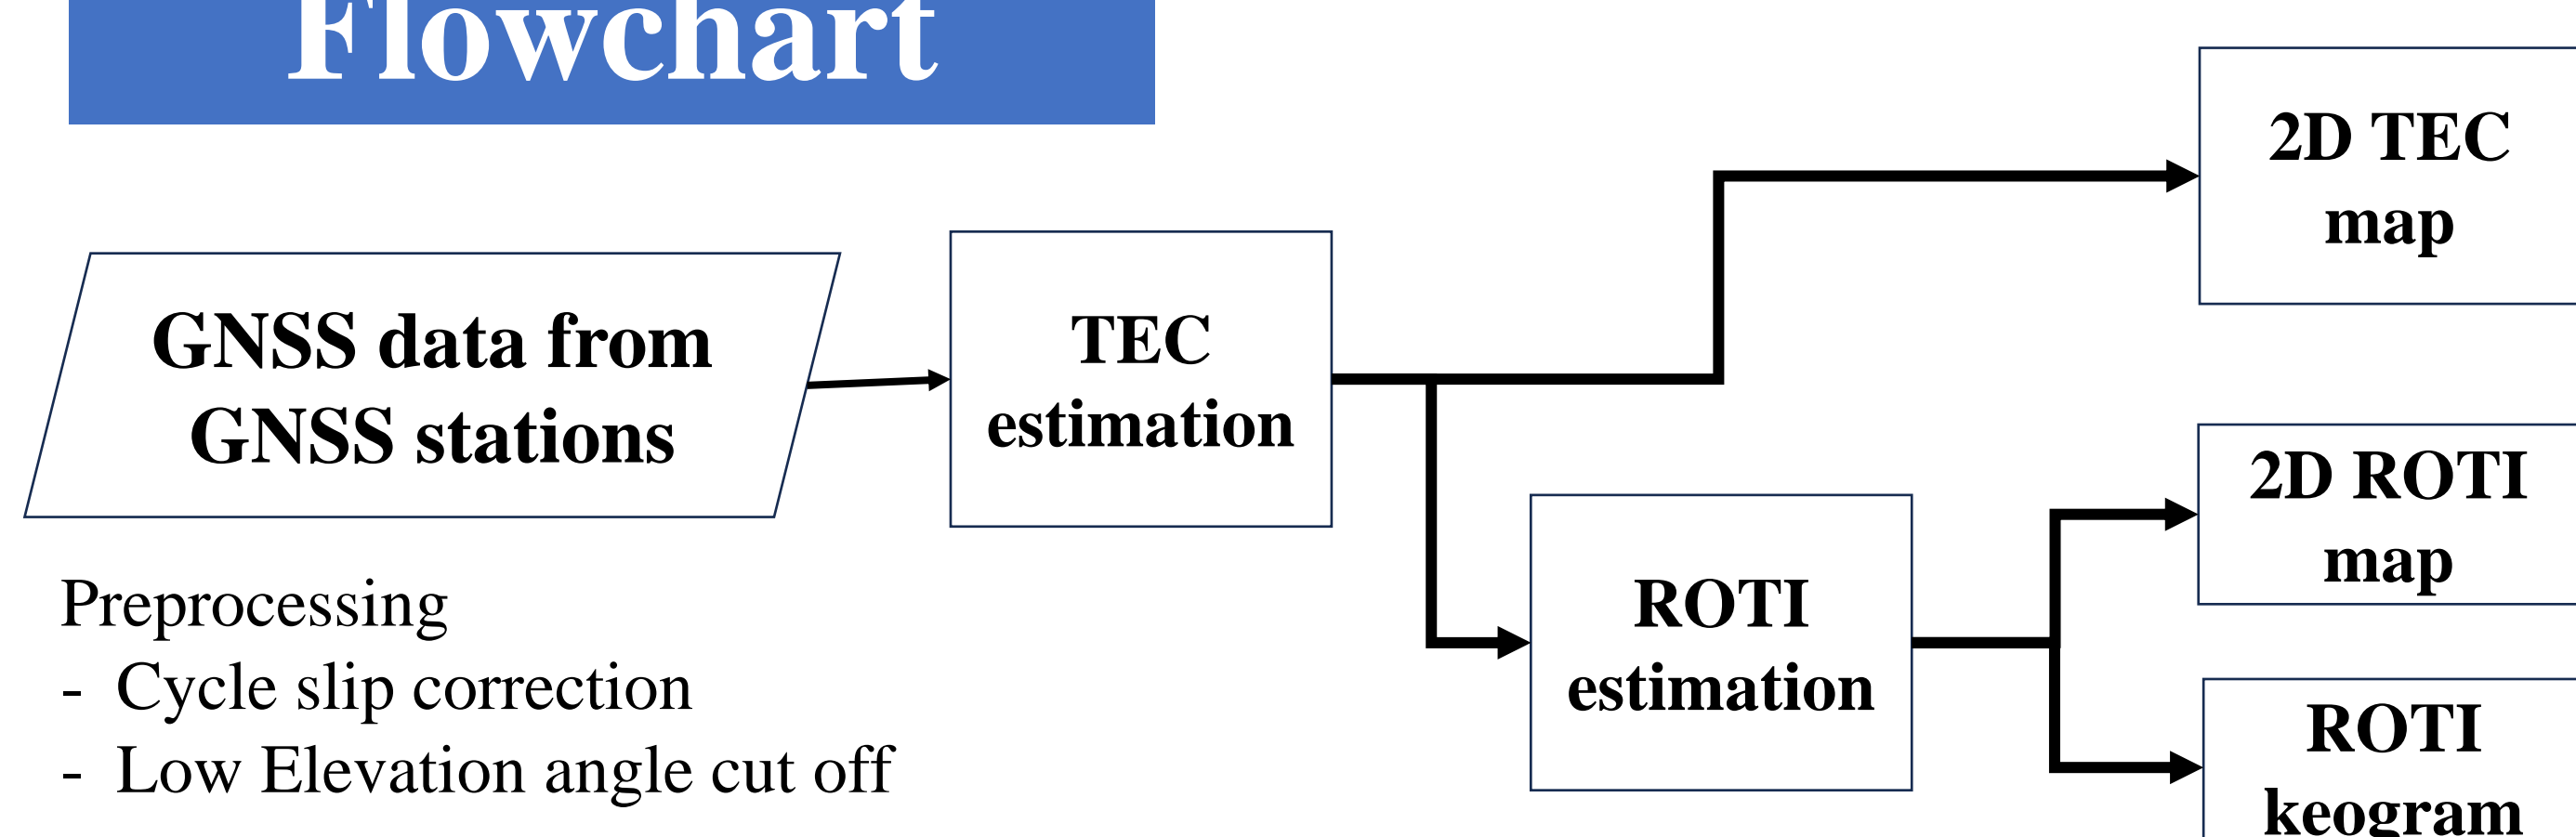 Flowchart
GNSS data from
GNSS stations
Preprocessing
- Cycle slip correction
- Low Elevation angle cut off
TEC
estimation
ROTI
estimation
2D TEC
map
2D ROTI
map
ROTI
keogram